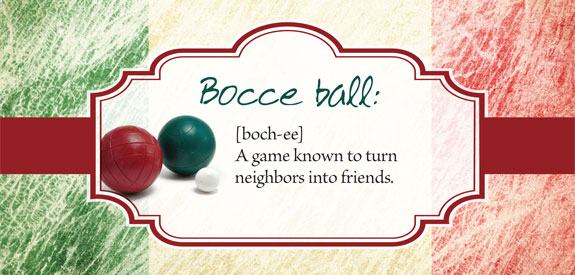 Bocce ball:
[boch-ee]
A game known to turn
neighbors into friends.